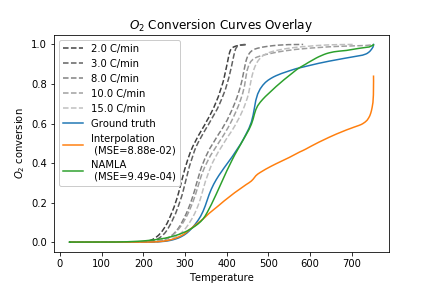 O₂ Conversion Curves Overlay
1.0
0.8
0.6
0.4
0.2
0.0
O₂ conversion
2.0 C/min
3.0 C/min
8.0 C/min
10.0 C/min
15.0 C/min
Ground truth
Interpolation
(MSE=8.88e-02)
NAMLA
(MSE=9.49e-04)
0 100 200 300 400 500 600 700
Temperature